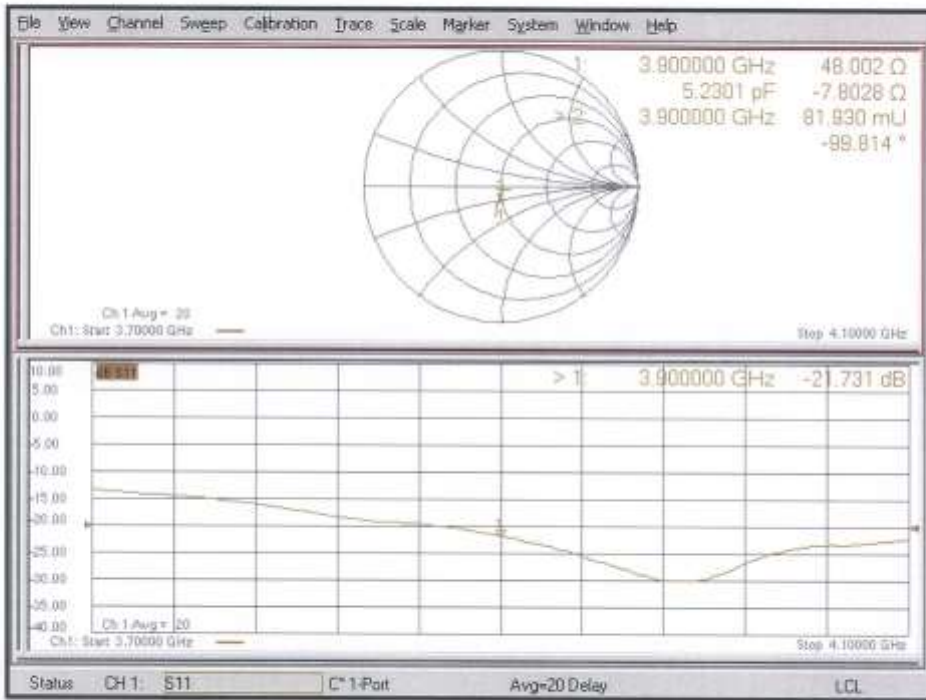 File View Channel Sweep Calibration Trace Scale Marker System Window Help
1: 3.900000 GHz 48.002 Ω
5.2301 pF -7.8028 Ω
> 2: 3.900000 GHz 81.930 mU
-99.814 °
Ch 1 Avg = 20
Ch1: Start 3.70000 GHz
Stop 4.10000 GHz
10.00
dB S11
> 1: 3.900000 GHz -21.731 dB
5.00
0.00
-5.00
-10.00
-15.00
-20.00
1
-25.00
-30.00
-35.00
-40.00
Ch 1 Avg = 20
Ch1: Start 3.70000 GHz
Stop 4.10000 GHz
Status CH 1: S11 C* 1-Port Avg=20 Delay LCL